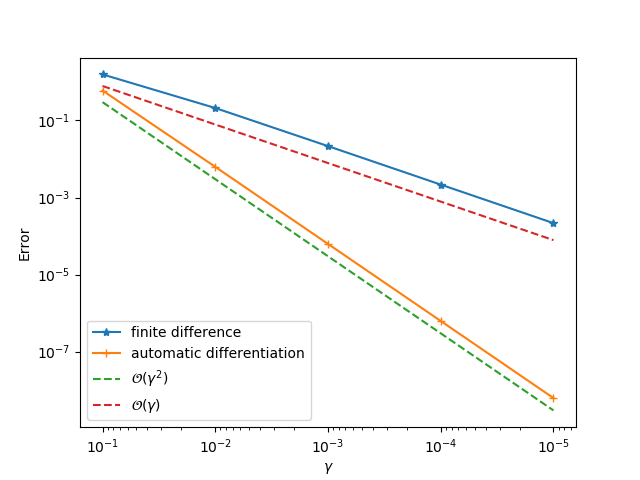 Error
10⁻¹
10⁻³
10⁻⁵
10⁻⁷
finite difference
automatic differentiation
𝒪(γ²)
𝒪(γ)
10⁻¹ 10⁻² 10⁻³ 10⁻⁴ 10⁻⁵
γ